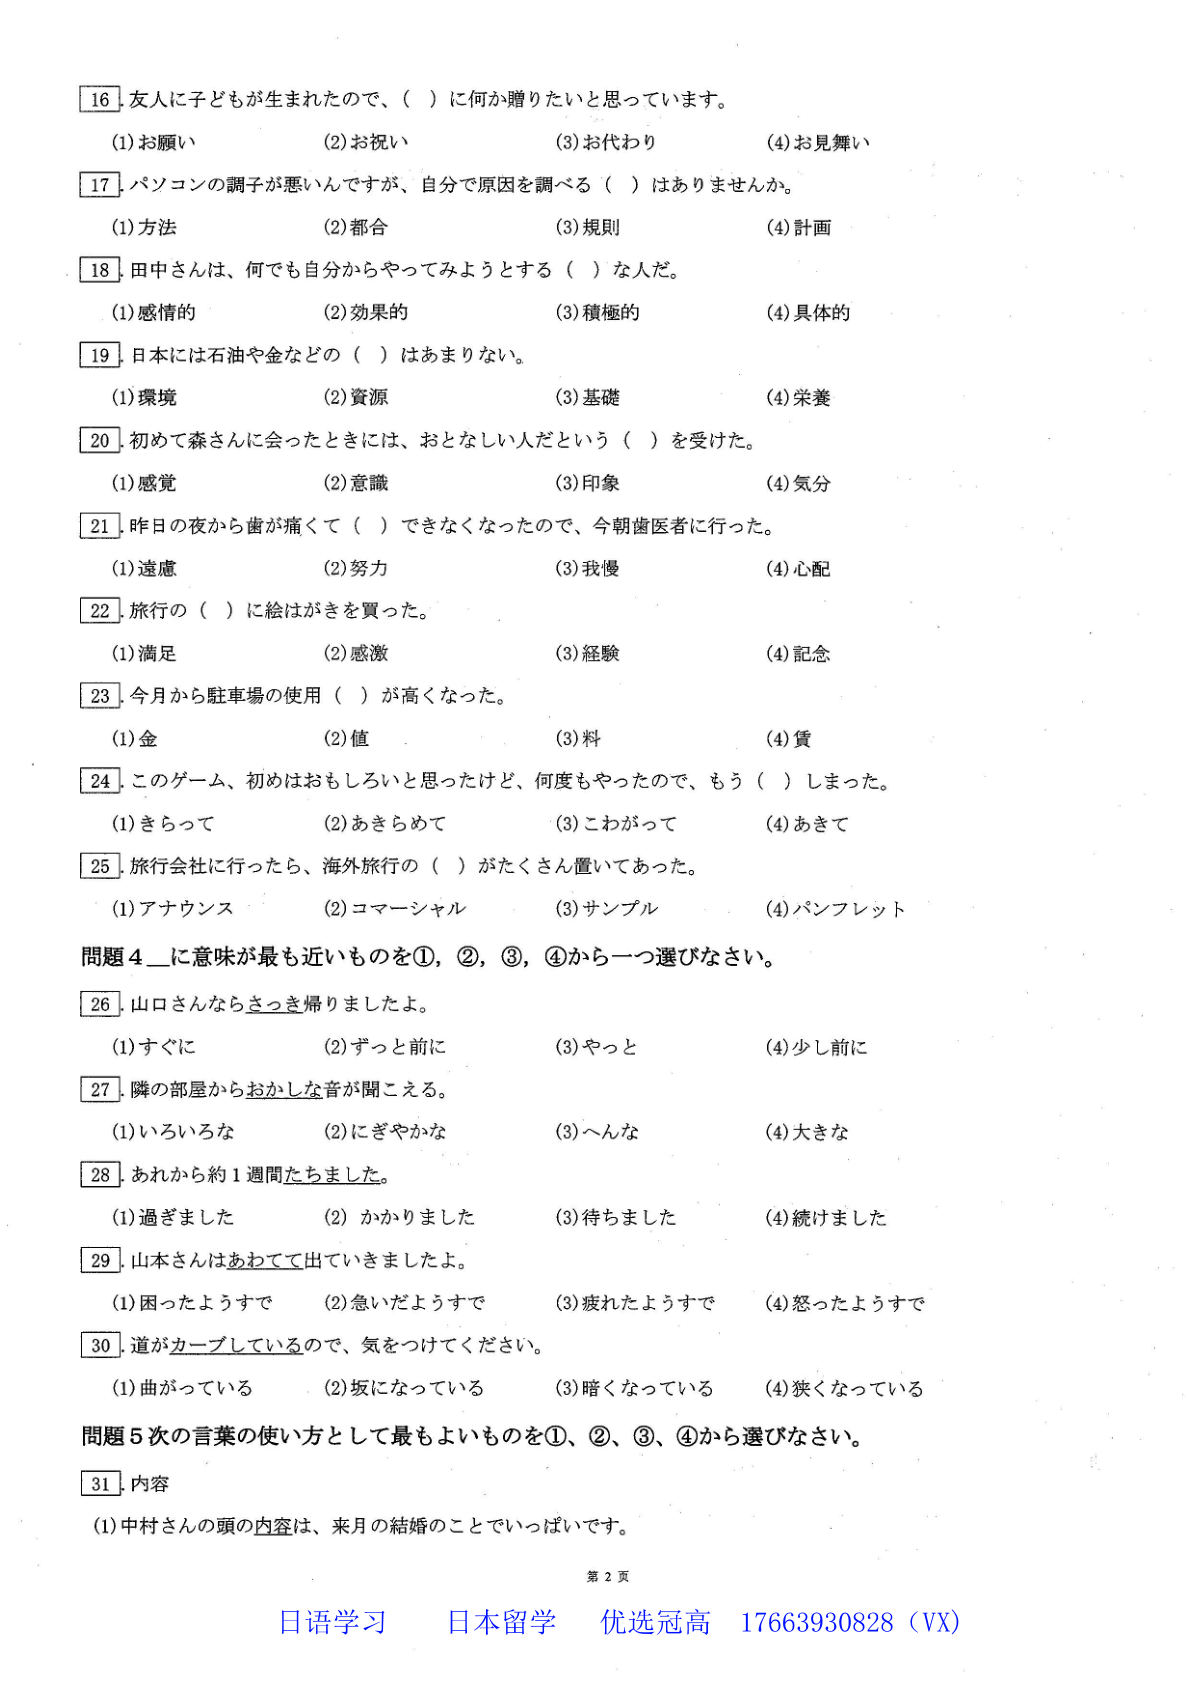 16.友人に子どもが生まれたので、（　）に何か贈りたいと思っています。
(1)お願い　(2)お祝い　(3)お代わり　(4)お見舞い
17.パソコンの調子が悪いんですが、自分で原因を調べる（　）はありませんか。
(1)方法　(2)都合　(3)規則　(4)計画
18.田中さんは、何でも自分からやってみようとする（　）な人だ。
(1)感情的　(2)効果的　(3)積極的　(4)具体的
19.日本には石油や金などの（　）はあまりない。
(1)環境　(2)資源　(3)基礎　(4)栄養
20.初めて森さんに会ったときには、おとなしい人だという（　）を受けた。
(1)感覚　(2)意識　(3)印象　(4)気分
21.昨日の夜から歯が痛くて（　）できなくなったので、今朝歯医者に行った。
(1)遠慮　(2)努力　(3)我慢　(4)心配
22.旅行の（　）に絵はがきを買った。
(1)満足　(2)感激　(3)経験　(4)記念
23.今月から駐車場の使用（　）が高くなった。
(1)金　(2)値　(3)料　(4)賃
24.このゲーム、初めはおもしろいと思ったけど、何度もやったので、もう（　）しまった。
(1)きらって　(2)あきらめて　(3)こわがって　(4)あきて
25.旅行会社に行ったら、海外旅行の（　）がたくさん置いてあった。
(1)アナウンス　(2)コマーシャル　(3)サンプル　(4)パンフレット
問題４__に意味が最も近いものを①，②，③，④から一つ選びなさい。
26.山口さんならさっき帰りましたよ。
(1)すぐに　(2)ずっと前に　(3)やっと　(4)少し前に
27.隣の部屋からおかしな音が聞こえる。
(1)いろいろな　(2)にぎやかな　(3)へんな　(4)大きな
28.あれから約１週間たちました。
(1)過ぎました　(2) かかりました　(3)待ちました　(4)続けました
29.山本さんはあわてて出ていきましたよ。
(1)困ったようすで　(2)急いだようすで　(3)疲れたようすで　(4)怒ったようすで
30.道がカーブしているので、気をつけてください。
(1)曲がっている　(2)坂になっている　(3)暗くなっている　(4)狭くなっている
問題５次の言葉の使い方として最もよいものを①、②、③、④から選びなさい。
31.内容
(1)中村さんの頭の内容は、来月の結婚のことでいっぱいです。
第 2 页
日语学习　日本留学　优选冠高　17663930828（VX）